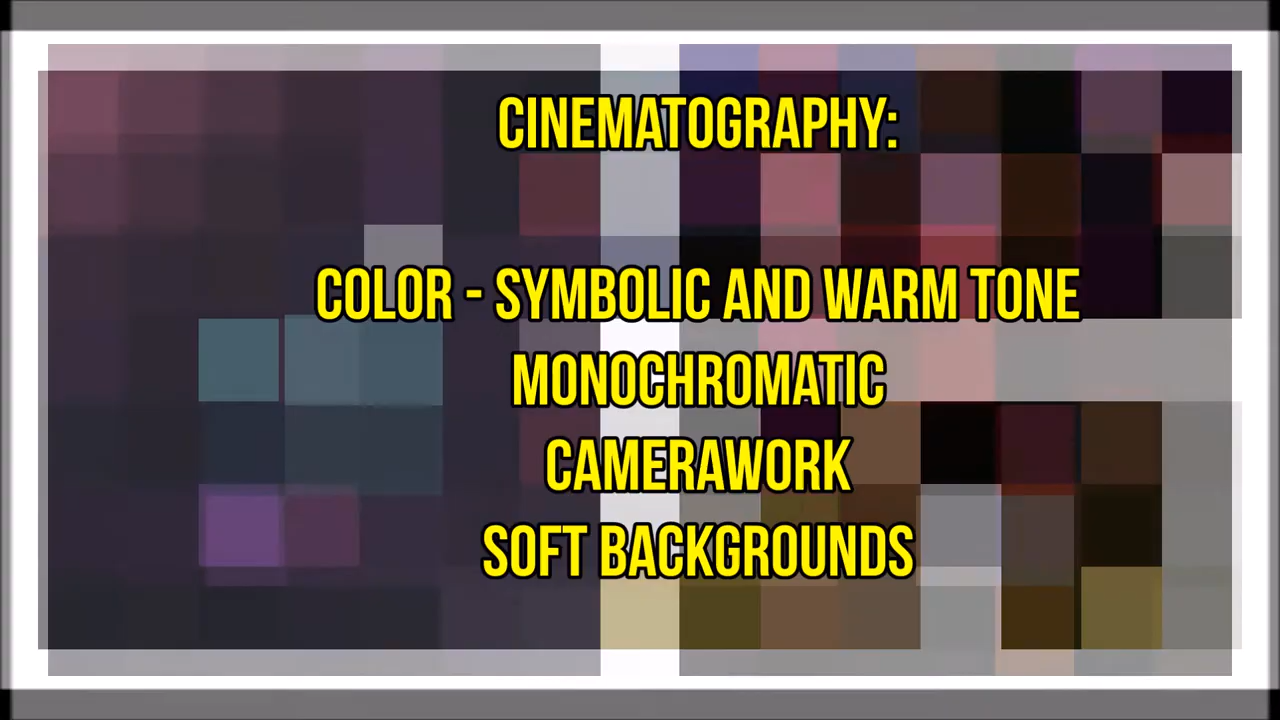 CINEMATOGRAPHY:
COLOR - SYMBOLIC AND WARM TONE
MONOCHROMATIC
CAMERAWORK
SOFT BACKGROUNDS